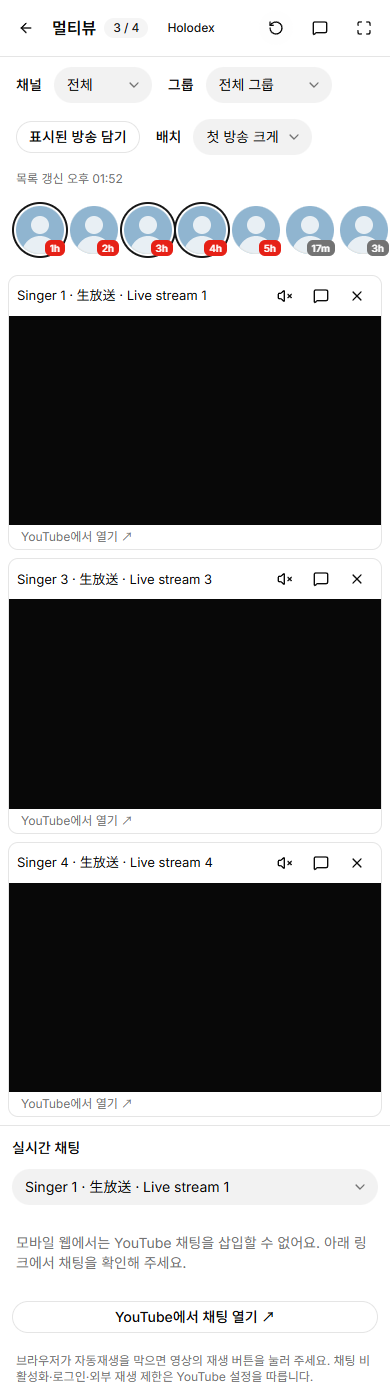 멀티뷰 3 / 4 Holodex
채널 전체 그룹 전체 그룹
표시된 방송 담기 배치 첫 방송 크게
목록 갱신 오후 01:52
1h 2h 3h 4h 5h 17m 3h
Singer 1 · 生放送 · Live stream 1
YouTube에서 열기 ↗
Singer 3 · 生放送 · Live stream 3
YouTube에서 열기 ↗
Singer 4 · 生放送 · Live stream 4
YouTube에서 열기 ↗
실시간 채팅
Singer 1 · 生放送 · Live stream 1
모바일 웹에서는 YouTube 채팅을 삽입할 수 없어요. 아래 링
크에서 채팅을 확인해 주세요.
YouTube에서 채팅 열기 ↗
브라우저가 자동재생을 막으면 영상의 재생 버튼을 눌러 주세요. 채팅 비
활성화·로그인·외부 재생 제한은 YouTube 설정을 따릅니다.